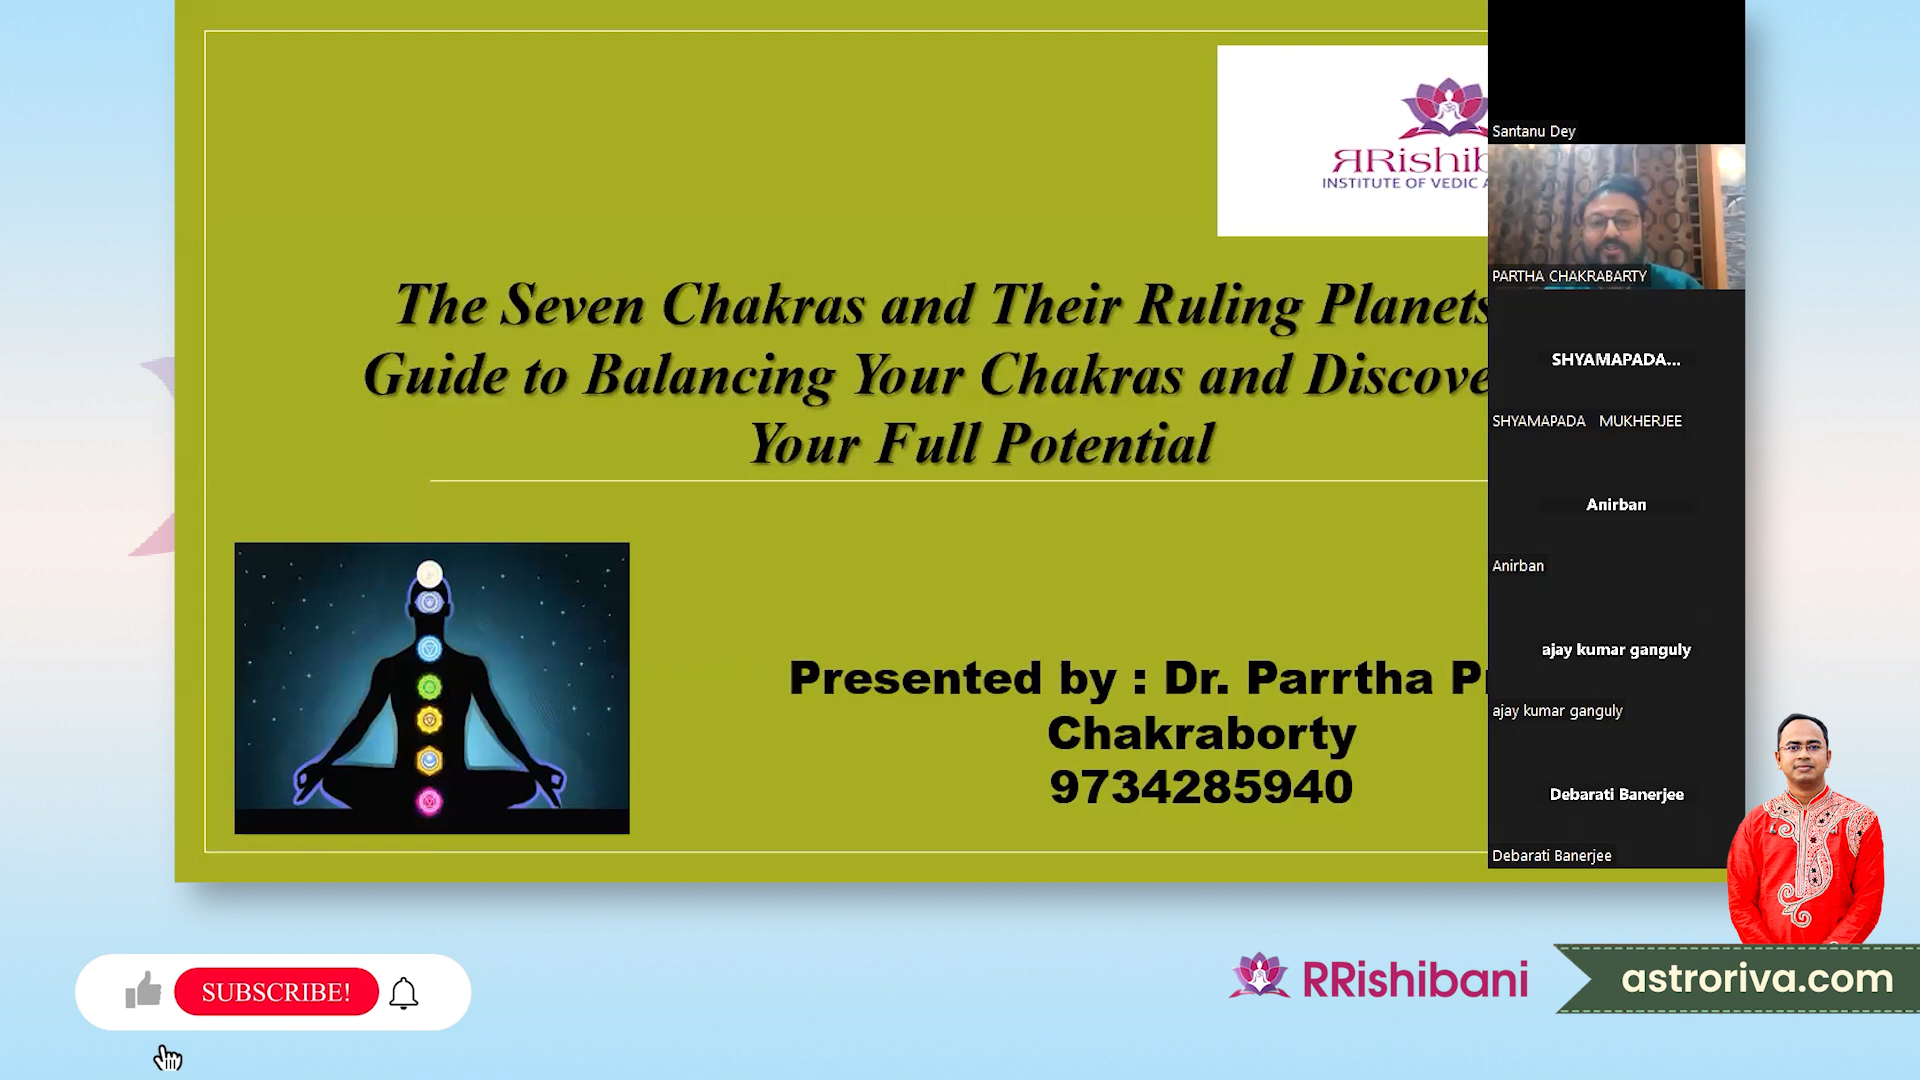 ЯRishib
INSTITUTE OF VEDIC
The Seven Chakras and Their Ruling Planets
Guide to Balancing Your Chakras and Discove
Your Full Potential
Presented by : Dr. Parrtha Pr
Chakraborty
9734285940
Santanu Dey
PARTHA CHAKRABARTY
SHYAMAPADA...
SHYAMAPADA MUKHERJEE
Anirban
Anirban
ajay kumar ganguly
ajay kumar ganguly
Debarati Banerjee
Debarati Banerjee
SUBSCRIBE!
RRishibani
astroriva.com